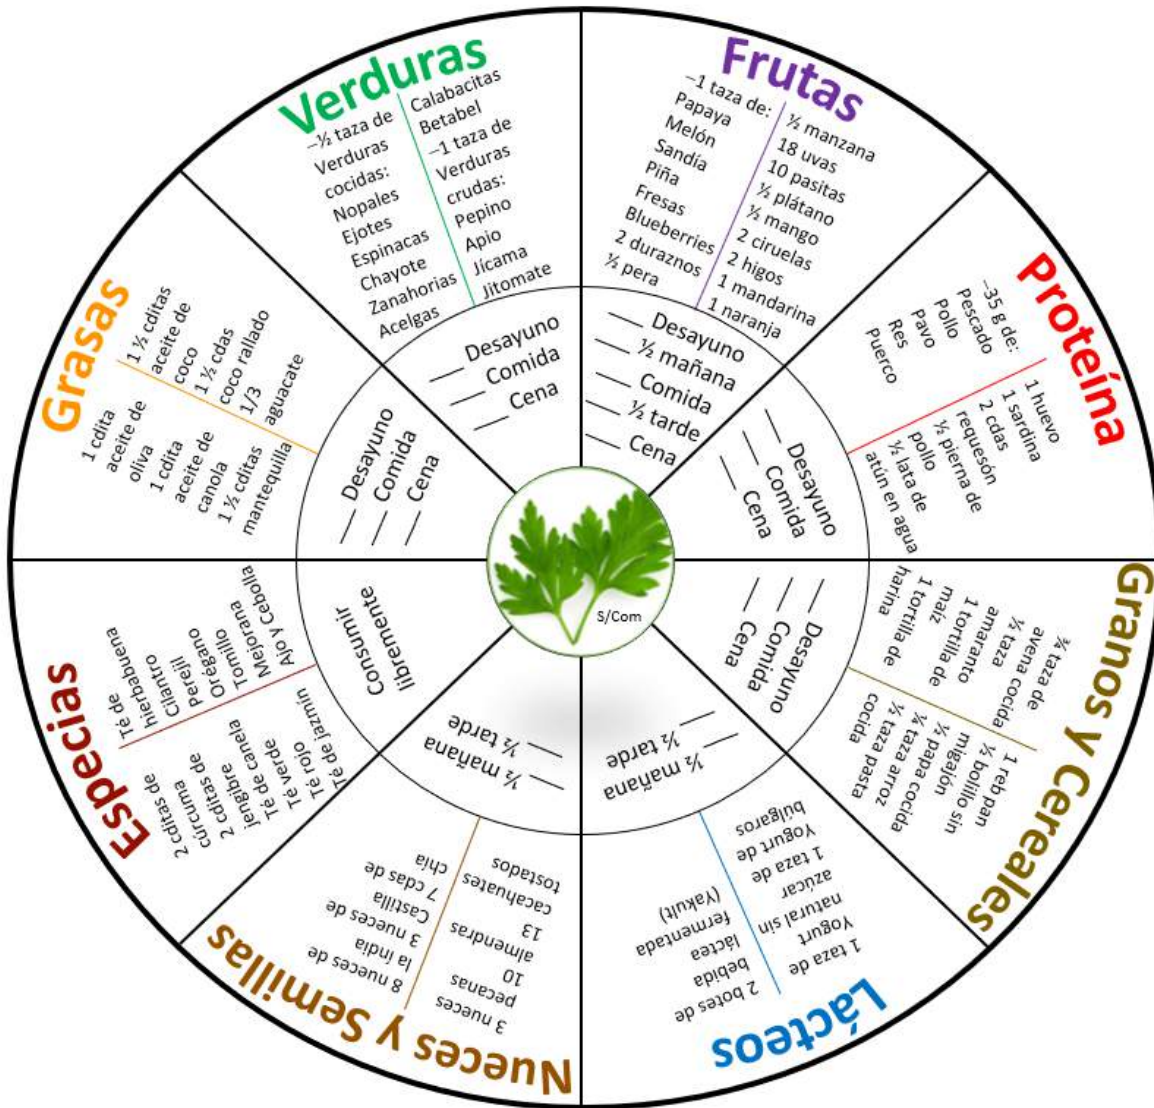 Verduras
–½ taza de
Verduras
cocidas:
Nopales
Ejotes
Espinacas
Chayote
Zanahorias
Acelgas
Calabacitas
Betabel
–1 taza de
Verduras
crudas:
Pepino
Apio
Jícama
Jitomate
___ Desayuno
___ Comida
___ Cena
Frutas
–1 taza de:
Papaya
Melón
Sandía
Piña
Fresas
Blueberries
2 duraznos
½ pera
½ manzana
18 uvas
10 pasitas
½ plátano
½ mango
2 ciruelas
2 higos
1 mandarina
1 naranja
___ Desayuno
___ ½ mañana
___ Comida
___ ½ tarde
___ Cena
Proteína
–35 g de:
Pescado
Pollo
Pavo
Res
Puerco
1 huevo
1 sardina
2 cdas
requesón
½ pierna de
pollo
½ lata de
atún en agua
___ Desayuno
___ Comida
___ Cena
Granos y Cereales
¾ taza de
avena cocida
½ taza
amaranto
1 tortilla de
maíz
1 tortilla de
harina
1 reb pan
½ bolillo sin
migajón
½ papa cocida
¼ taza arroz
½ taza pasta
cocida
___ Desayuno
___ Comida
___ Cena
Lácteos
1 taza de
Yogurt
natural sin
azúcar
1 taza de
Yogurt de
búlgaros
2 botes de
bebida
láctea
fermentada
(Yakult)
___ ½ mañana
___ ½ tarde
Nueces y Semillas
3 nueces
pecanas
10
almendras
13
cacahuates
tostados
8 nueces de
la India
3 nueces de
Castilla
7 cdas de
chía
___ ½ mañana
___ ½ tarde
Especias
Té de
hierbabuena
Cilantro
Perejil
Orégano
Tomillo
Mejorana
Ajo y Cebolla
2 cditas de
cúrcuma
2 cditas de
jengibre
Té de canela
Té verde
Té rojo
Té de jazmín
Consumir
libremente
Grasas
1 ½ cditas
aceite de
coco
1 ½ cdas
coco rallado
1/3
aguacate
1 cdita
aceite de
oliva
1 cdita
aceite de
canola
1 ½ cditas
mantequilla
___ Desayuno
___ Comida
___ Cena
S/Com